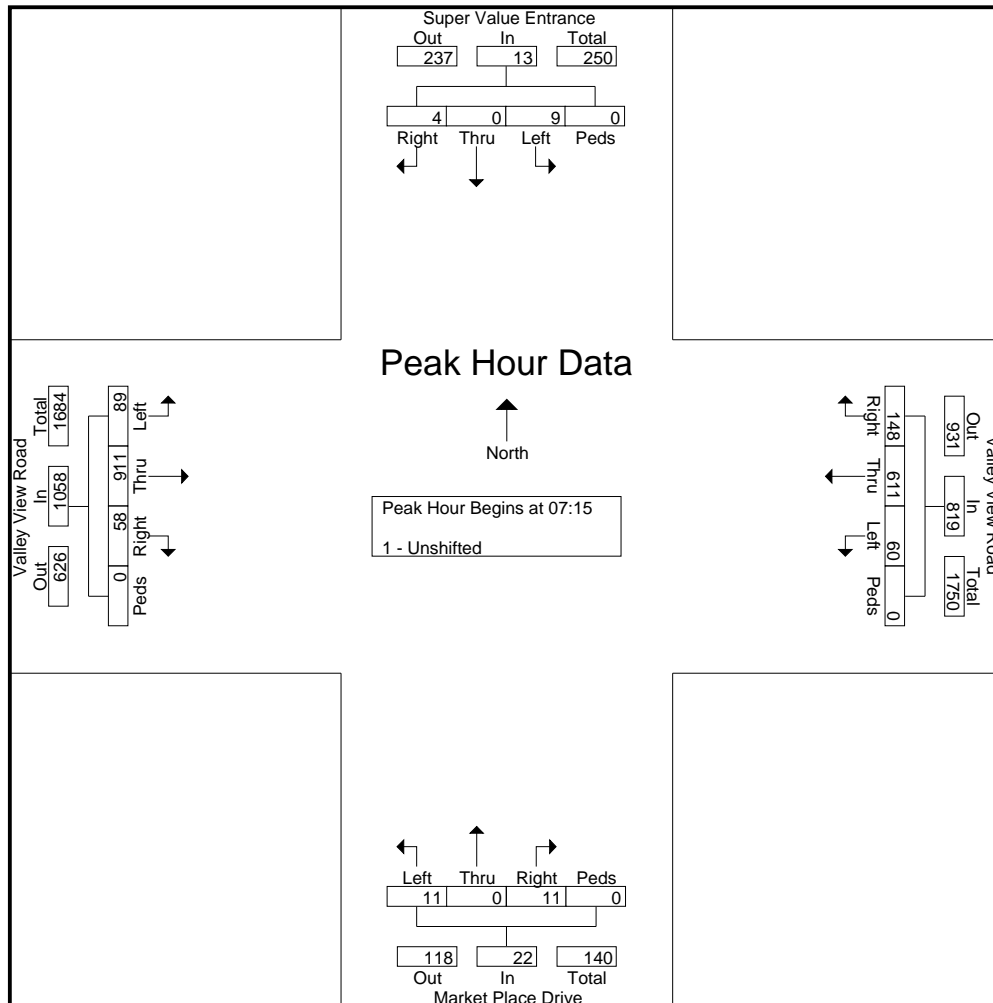 Super Value Entrance
Out In Total
237 13 250
4 0 9 0
Right Thru Left Peds
Peak Hour Data
North
Peak Hour Begins at 07:15
1 - Unshifted
Valley View Road
Total In Out
1684 1058 626
89 911 58 0
Left Thru Right Peds
Right Thru Left Peds
148 611 60 0
Out In Total
931 819 1750
Valley View Road
Left Thru Right Peds
11 0 11 0
118 22 140
Out In Total
Market Place Drive